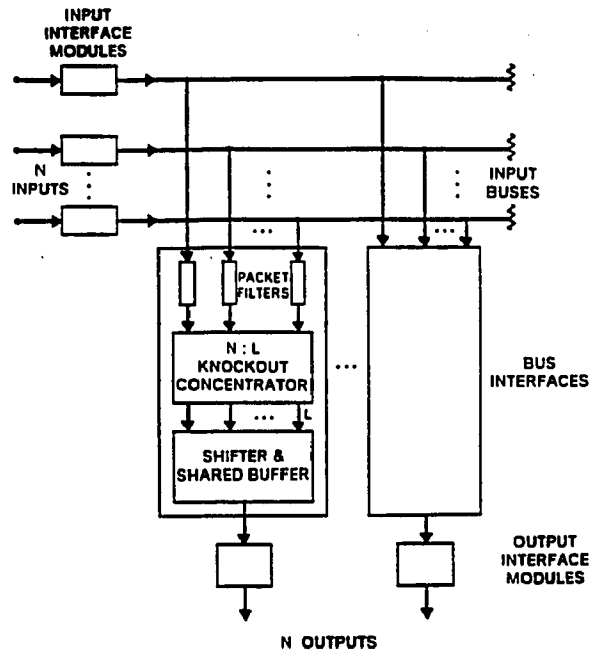 INPUT
INTERFACE
MODULES
N
INPUTS
INPUT
BUSES
PACKET
FILTERS
N : L
KNOCKOUT
CONCENTRATOR
L
SHIFTER &
SHARED BUFFER
BUS
INTERFACES
OUTPUT
INTERFACE
MODULES
N OUTPUTS